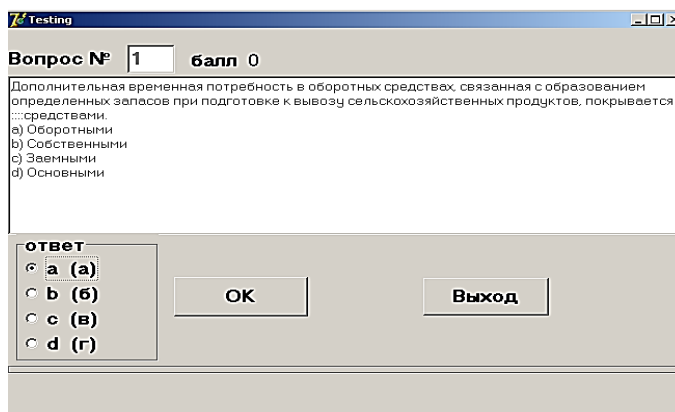 Testing
Вопрос № 1 балл 0
Дополнительная временная потребность в оборотных средствах, связанная с образованием
определенных запасов при подготовке к вывозу сельскохозяйственных продуктов, покрывается
::::средствами.
a) Оборотными
b) Собственными
c) Заемными
d) Основными
ответ
a (а)
b (б)
c (в)
d (г)
OK
Выход